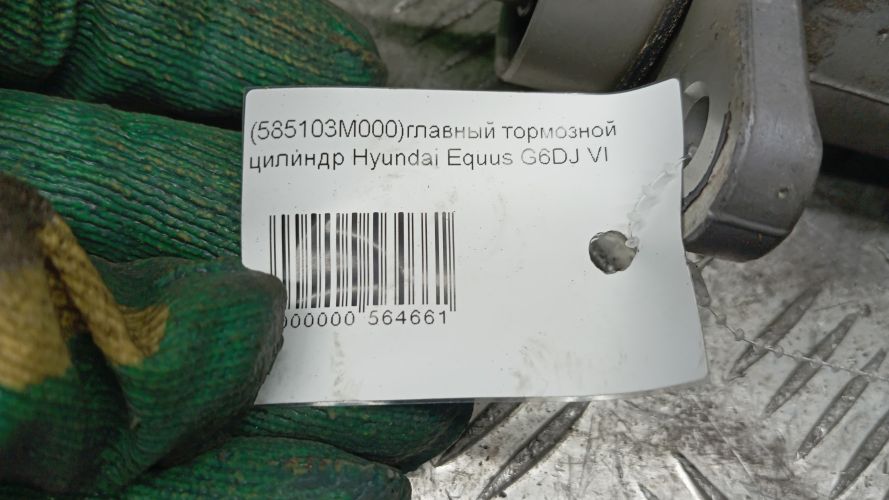 (585103M000)главный тормозной
цилиндр Hyundai Equus G6DJ VI
000000 564661